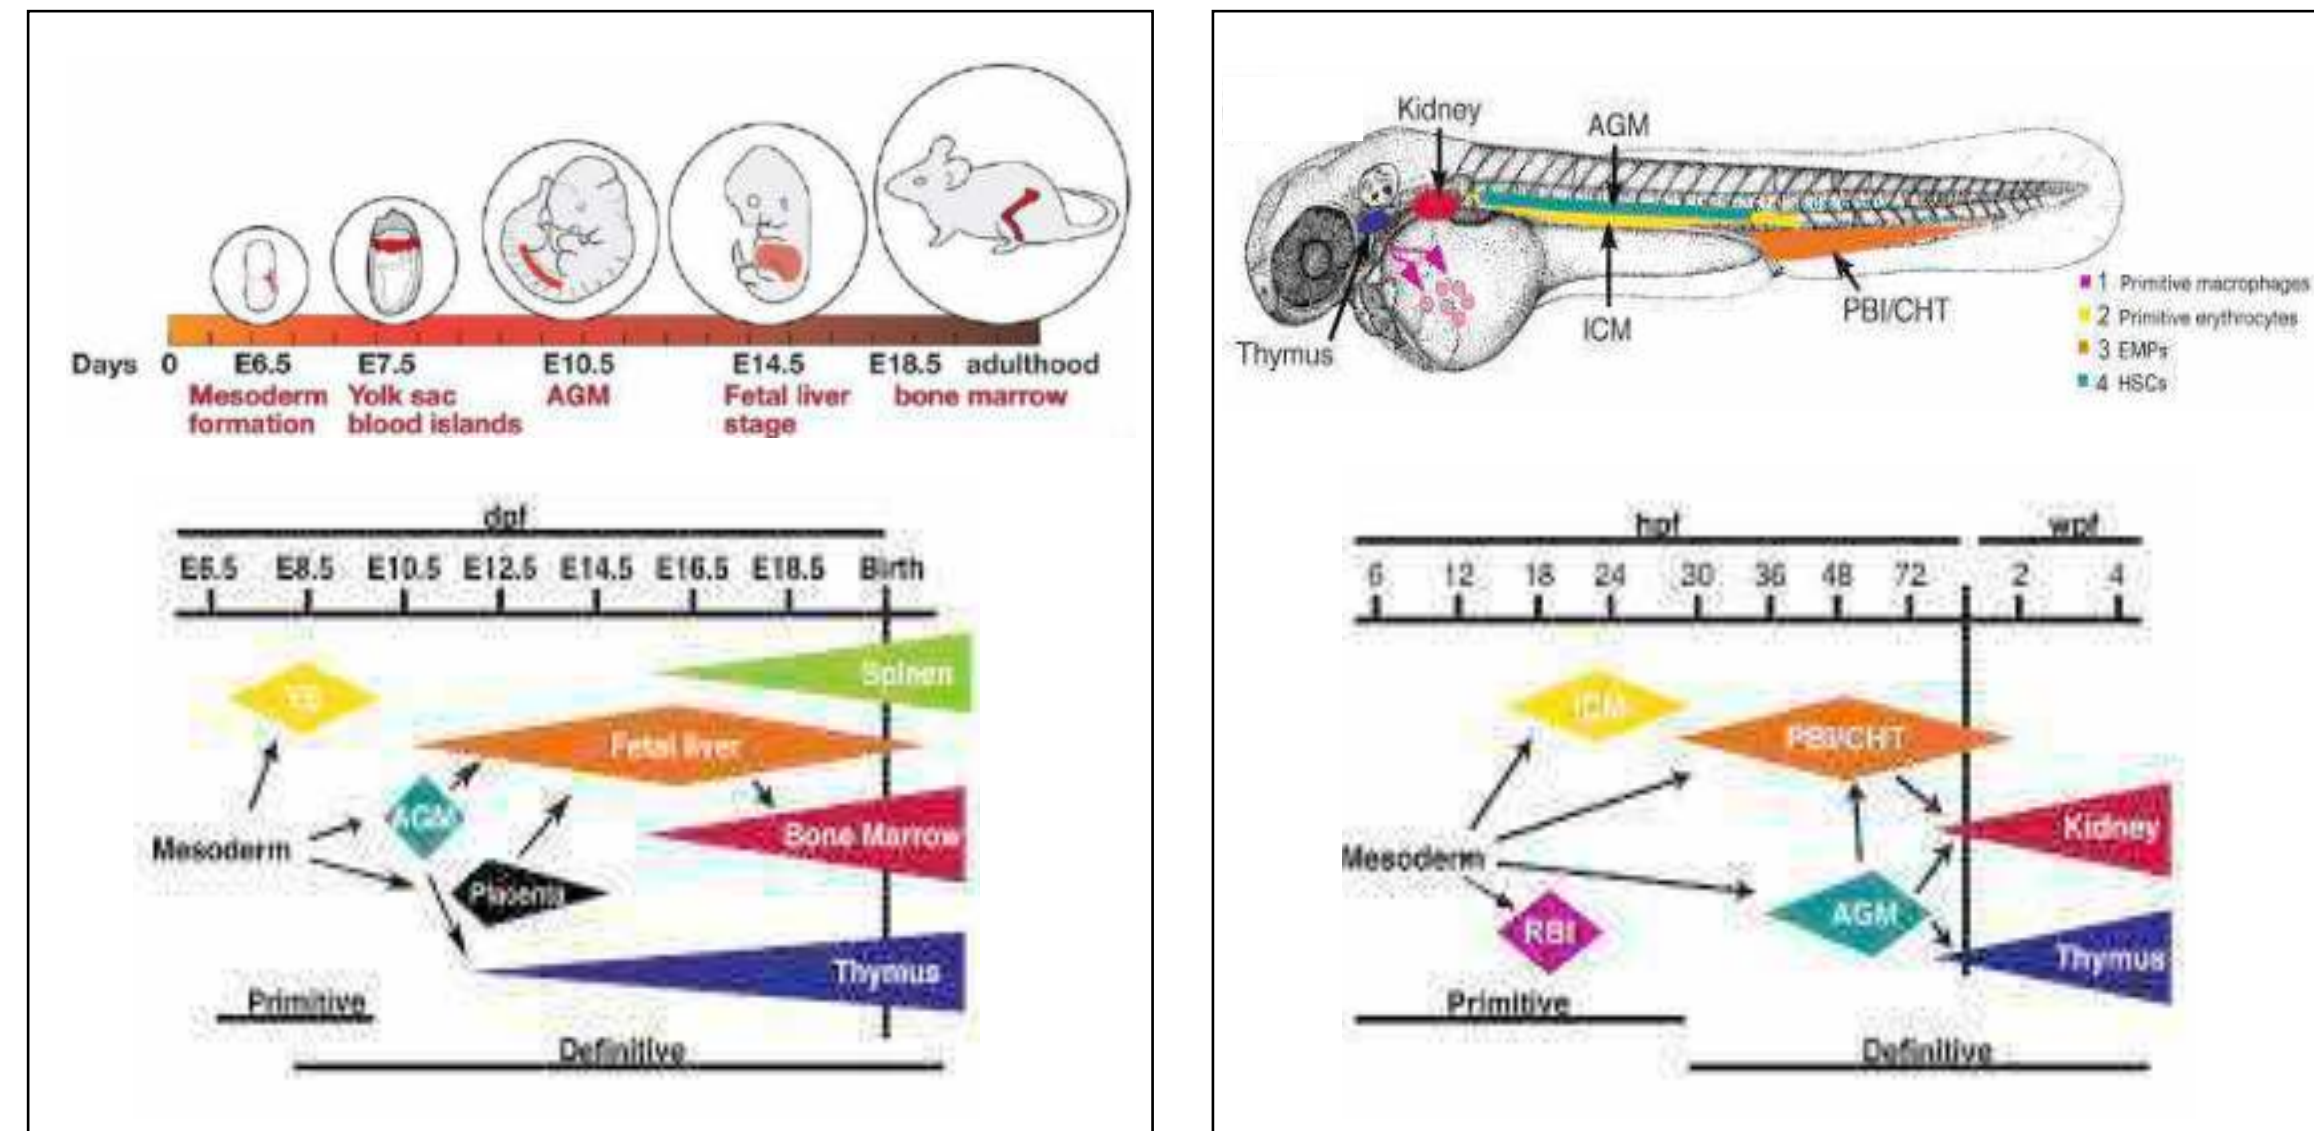 Days 0 E6.5 E7.5 E10.5 E14.5 E18.5 adulthood
Mesoderm formation
Yolk sac blood islands
AGM
Fetal liver stage
bone marrow
dpf
E6.5 E8.5 E10.5 E12.5 E14.5 E16.5 E18.5 Birth
Spleen
YS
Fetal liver
AGM
Bone Marrow
Mesoderm
Placenta
Thymus
Primitive
Definitive
Kidney
AGM
Thymus
ICM
PBI/CHT
1 Primitive macrophages
2 Primitive erythrocytes
3 EMPs
4 HSCs
hpf wpf
6 12 18 24 30 36 48 72 2 4
ICM
PBI/CHT
Kidney
Mesoderm
RBI
AGM
Thymus
Primitive
Definitive